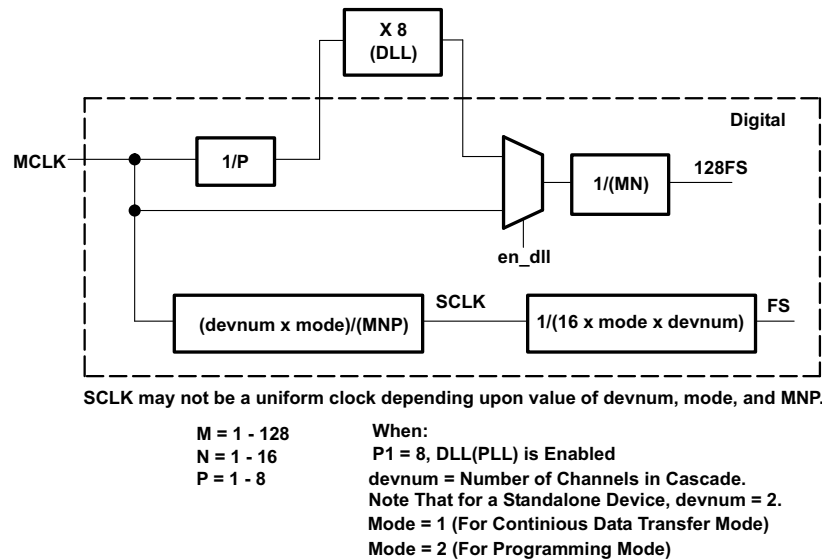 X 8
(DLL)
Digital
MCLK
1/P
128FS
1/(MN)
en_dll
SCLK
FS
(devnum x mode)/(MNP)
1/(16 x mode x devnum)
SCLK may not be a uniform clock depending upon value of devnum, mode, and MNP.
M = 1 - 128
N = 1 - 16
P = 1 - 8
When:
P1 = 8, DLL(PLL) is Enabled
devnum = Number of Channels in Cascade.
Note That for a Standalone Device, devnum = 2.
Mode = 1 (For Continious Data Transfer Mode)
Mode = 2 (For Programming Mode)